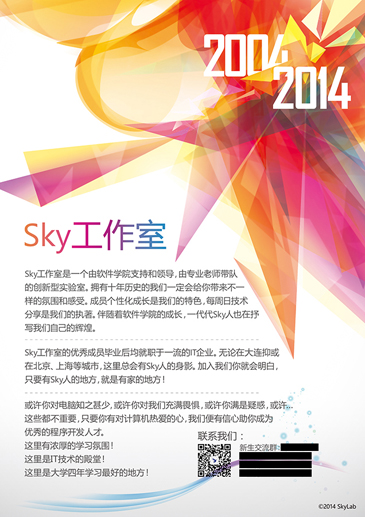 2004
2014
Sky工作室
Sky工作室是一个由软件学院支持和领导，由专业老师带队
的创新型实验室。拥有十年历史的我们一定会给你带来不一
样的氛围和感受。成员个性化成长是我们的特色，每周日技术
分享是我们的执著。伴随着软件学院的成长，一代代Sky人也在抒
写我们自己的辉煌。
Sky工作室的优秀成员毕业后均就职于一流的IT企业。无论在大连抑或
在北京、上海等城市，这里总会有Sky人的身影。加入我们你就会明白，
只要有Sky人的地方，就是有家的地方！
或许你对电脑知之甚少，或许你对我们充满畏惧，或许你满是疑惑，或许...
这些都不重要，只要你有对计算机热爱的心，我们便有信心助你成为
优秀的程序开发人才。
这里有浓厚的学习氛围！
这里是IT技术的殿堂！
这里是大学四年学习最好的地方！
联系我们：
新生交流群:
©2014 SkyLab